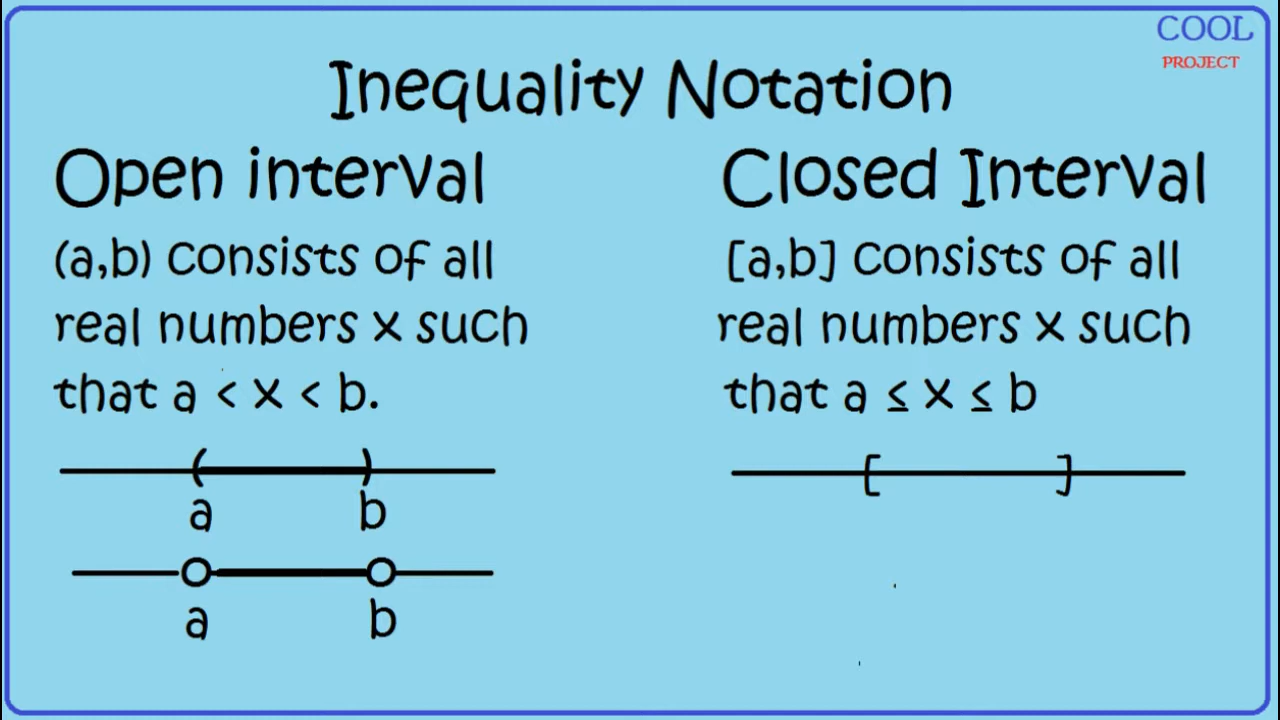 COOL
PROJECT
Inequality Notation
Open interval
(a,b) consists of all
real numbers x such
that a < x < b.
( )
a b
a b
Closed Interval
[a,b] consists of all
real numbers x such
that a ≤ x ≤ b
[ ]